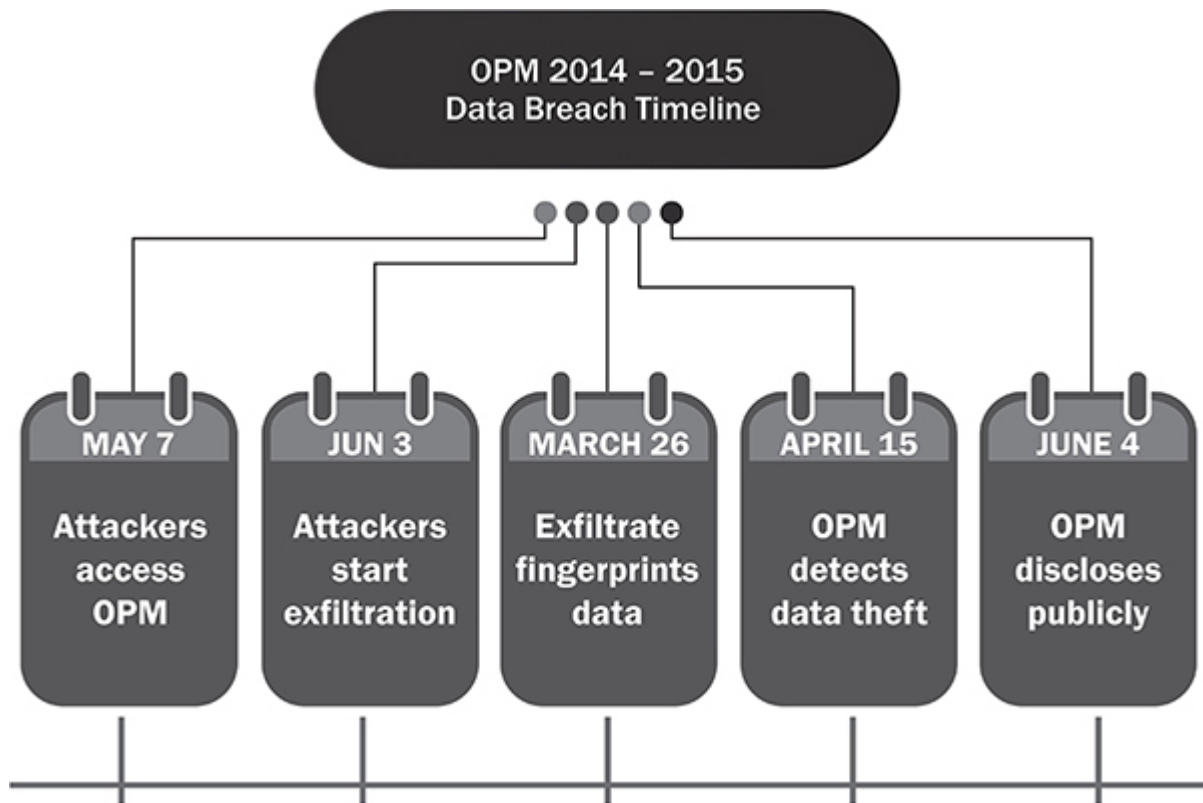 OPM 2014 – 2015
Data Breach Timeline
MAY 7
Attackers
access
OPM
JUN 3
Attackers
start
exfiltration
MARCH 26
Exfiltrate
fingerprints
data
APRIL 15
OPM
detects
data theft
JUNE 4
OPM
discloses
publicly